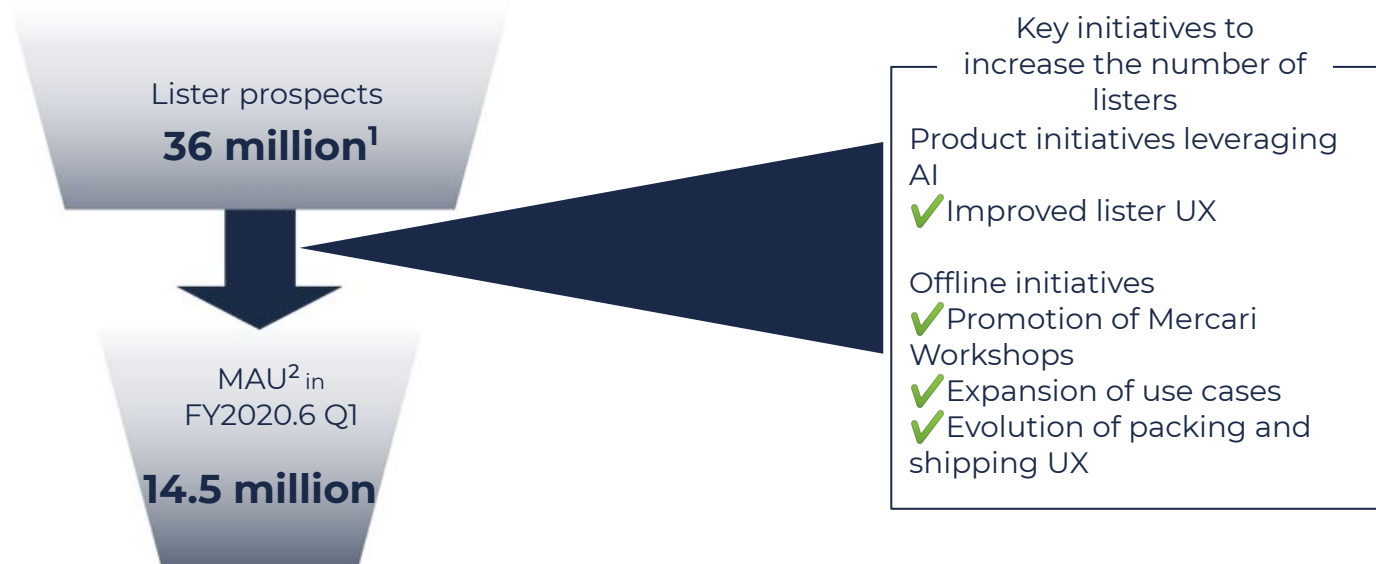 Lister prospects
36 million¹
MAU² in
FY2020.6 Q1
14.5 million
Key initiatives to
increase the number of
listers
Product initiatives leveraging
AI
✔Improved lister UX
Offline initiatives
✔Promotion of Mercari
Workshops
✔Expansion of use cases
✔Evolution of packing and
shipping UX